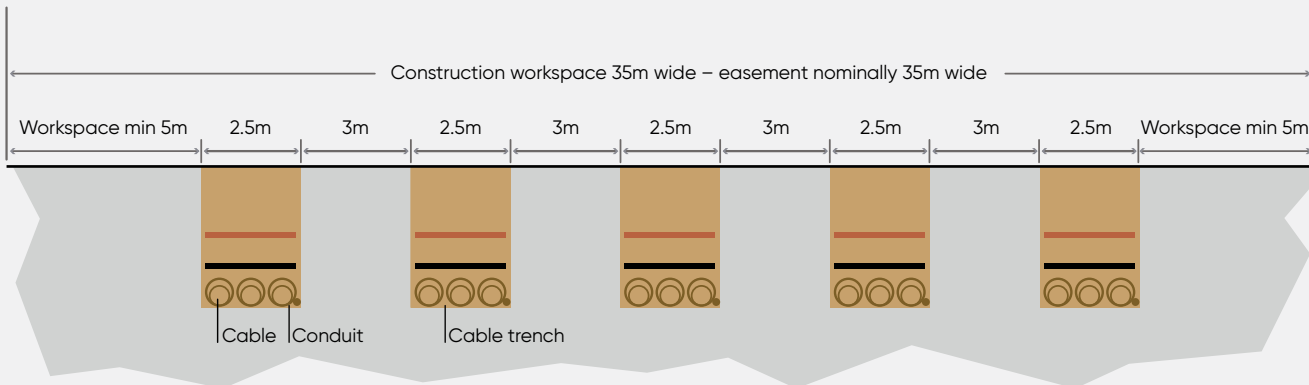 Construction workspace 35m wide – easement nominally 35m wide
Workspace min 5m 2.5m 3m 2.5m 3m 2.5m 3m 2.5m 3m 2.5m Workspace min 5m
Cable Conduit Cable trench